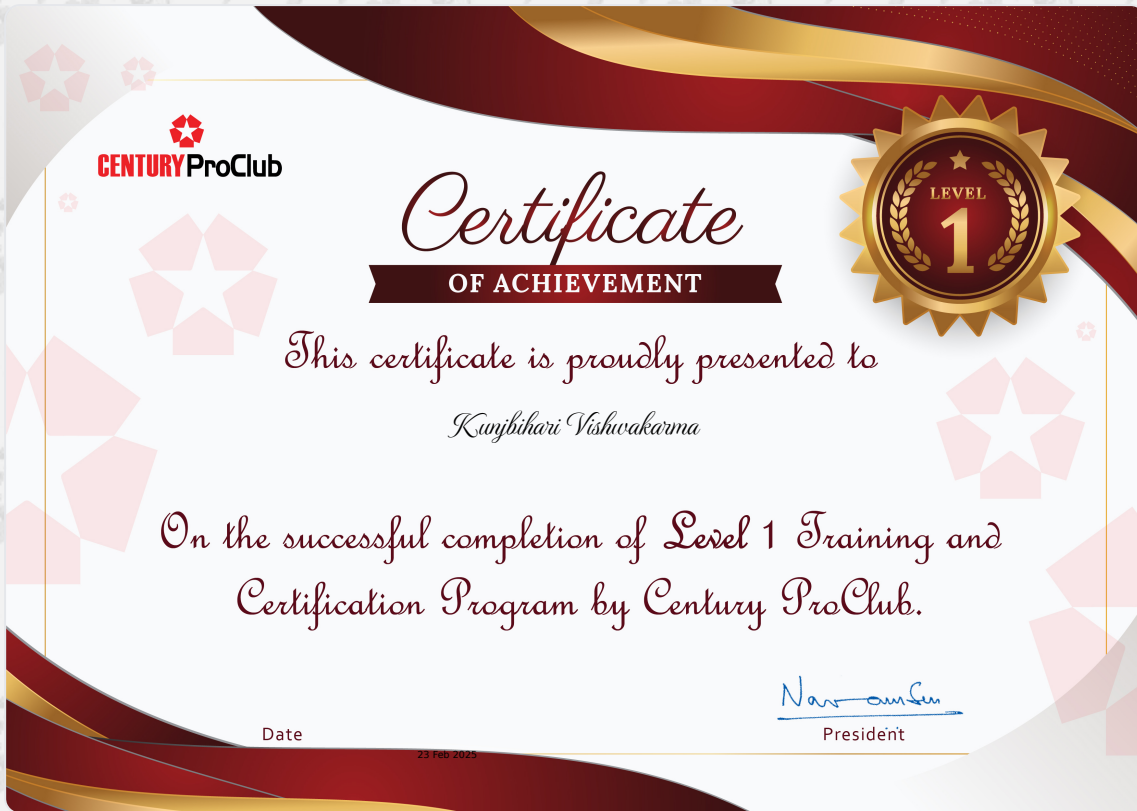 CENTURY ProClub
LEVEL
1
Certificate
OF ACHIEVEMENT
This certificate is proudly presented to
Kunjbihari Vishwakarma
On the successful completion of Level 1 Training and
Certification Program by Century ProClub.
Date
23 Feb 2025
President